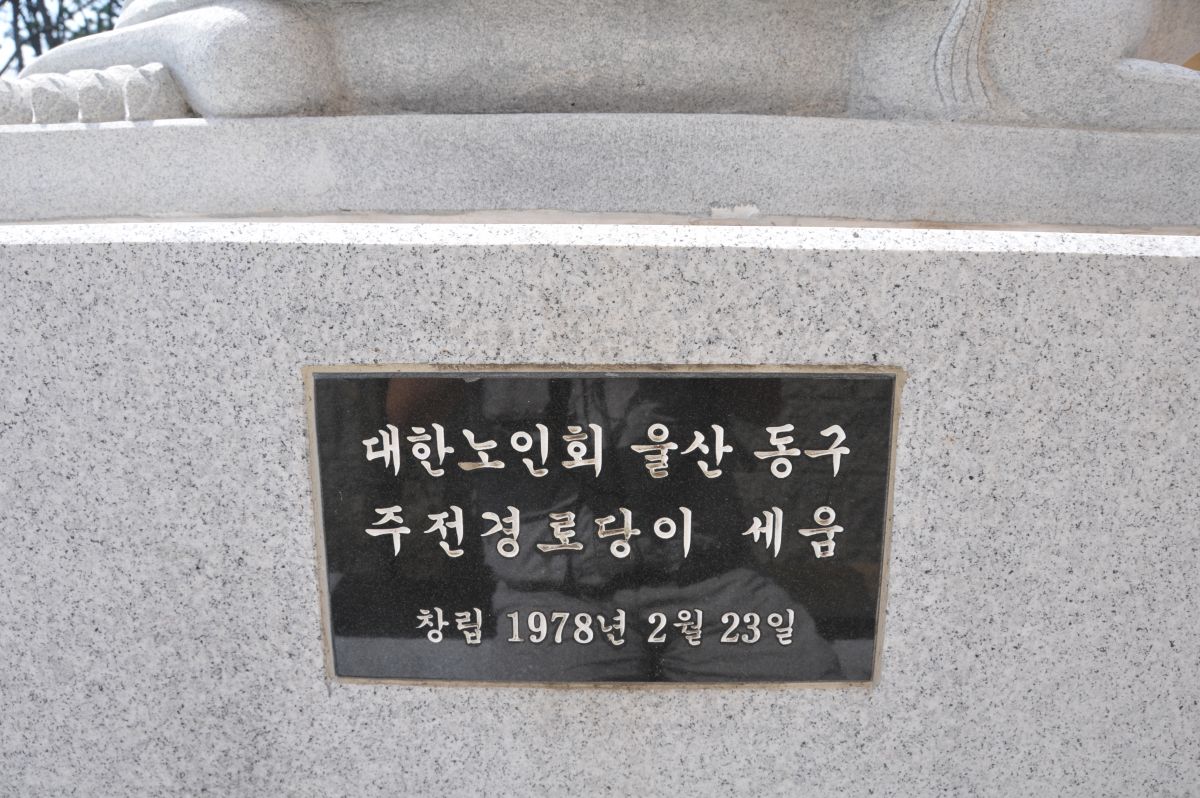 대한노인회 울산 동구
주전경로당이 세움
창립 1978년 2월 23일